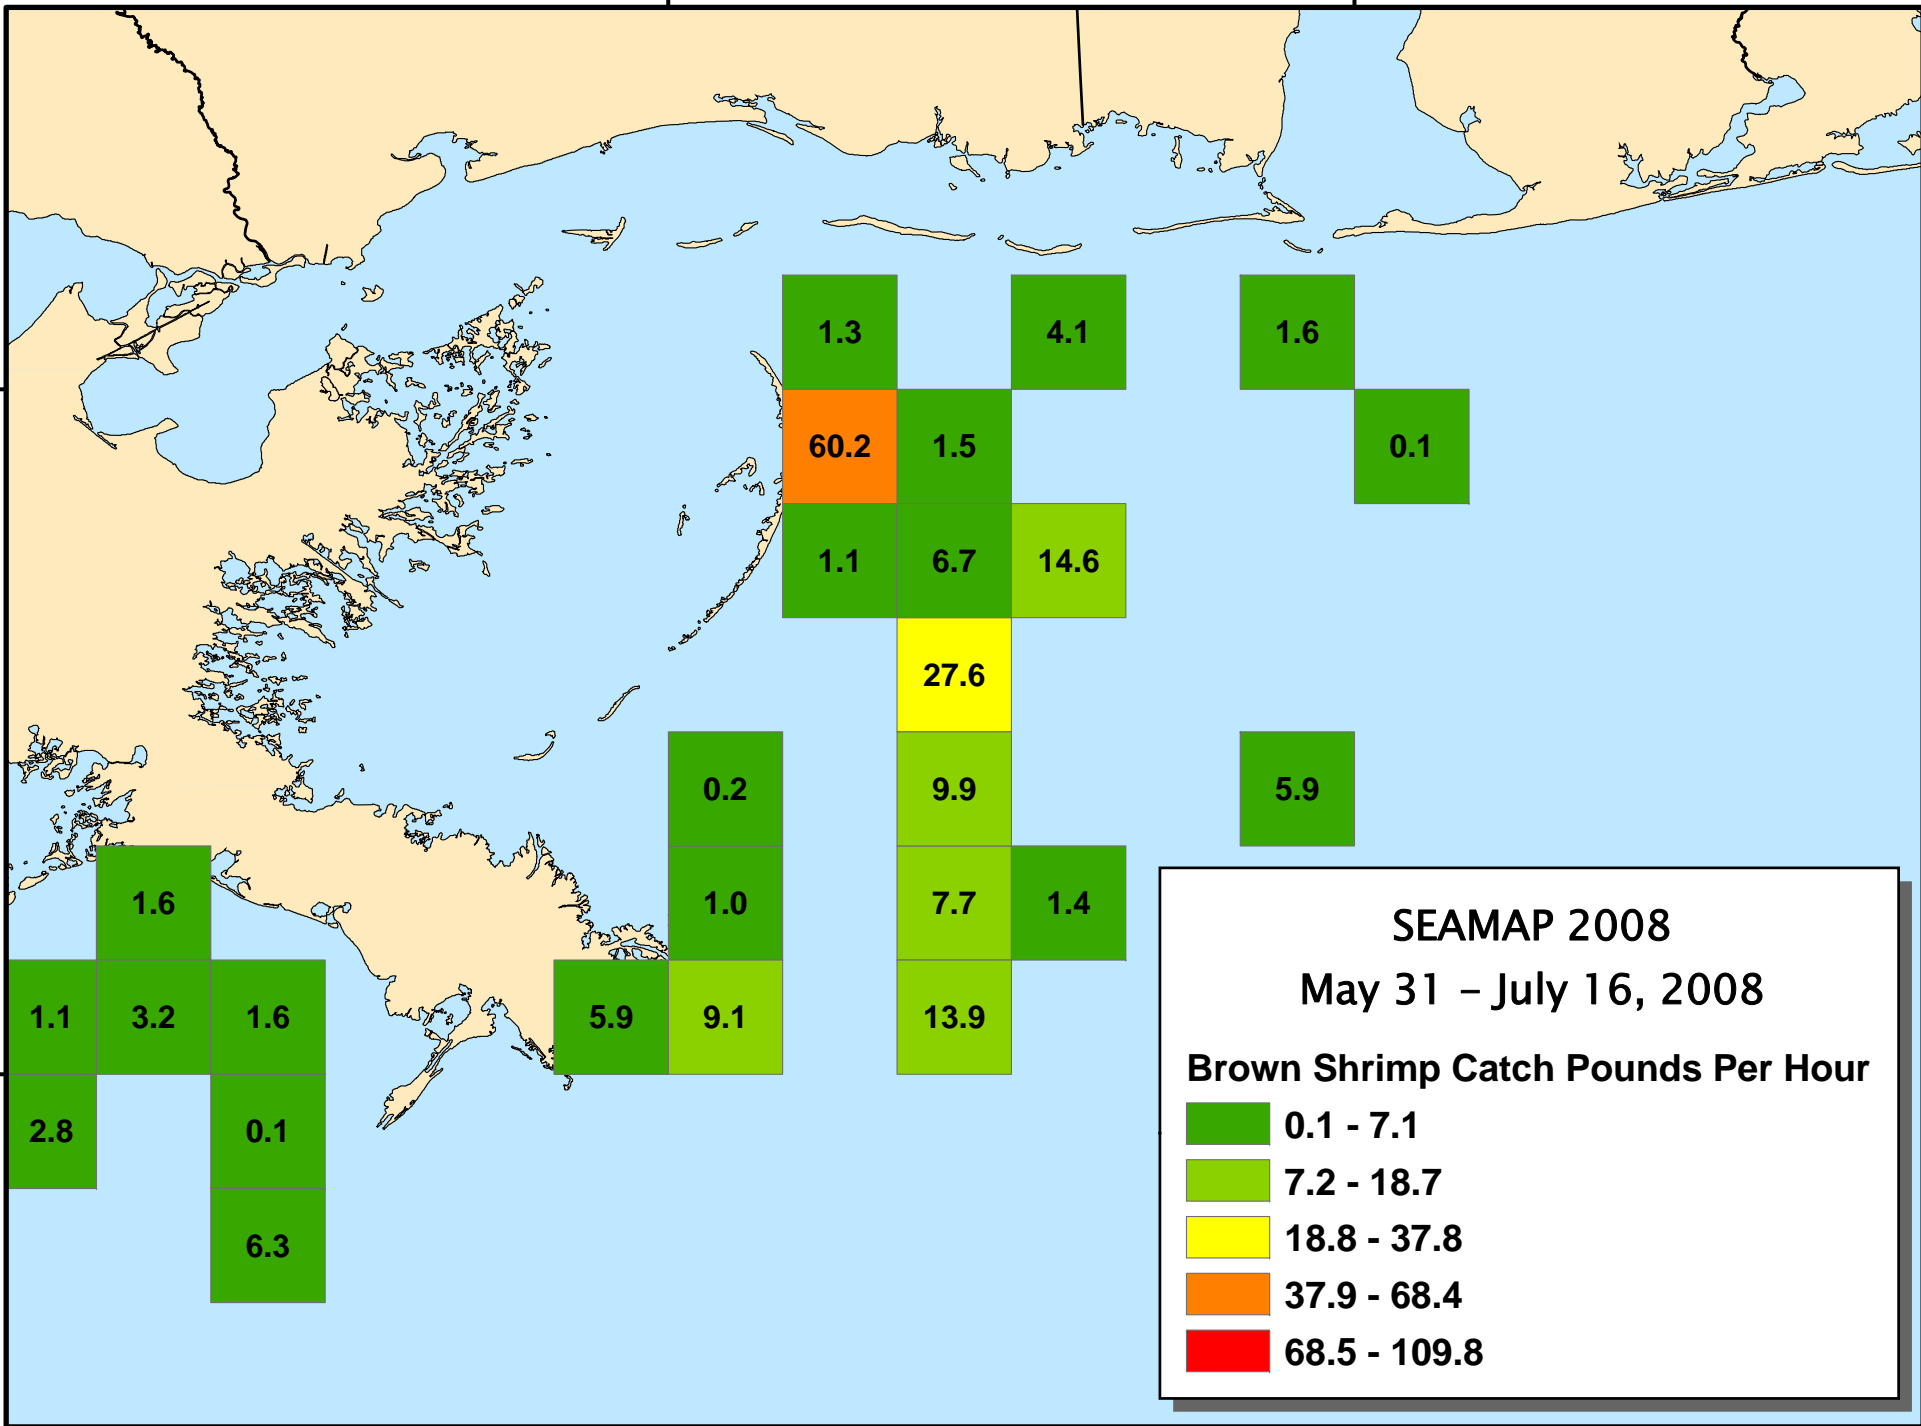 1.3 4.1 1.6
60.2 1.5 0.1
1.1 6.7 14.6
27.6
0.2 9.9 5.9
1.6 1.0 7.7 1.4
1.1 3.2 1.6 5.9 9.1 13.9
2.8 0.1
6.3
SEAMAP 2008
May 31 – July 16, 2008
Brown Shrimp Catch Pounds Per Hour
0.1 - 7.1
7.2 - 18.7
18.8 - 37.8
37.9 - 68.4
68.5 - 109.8